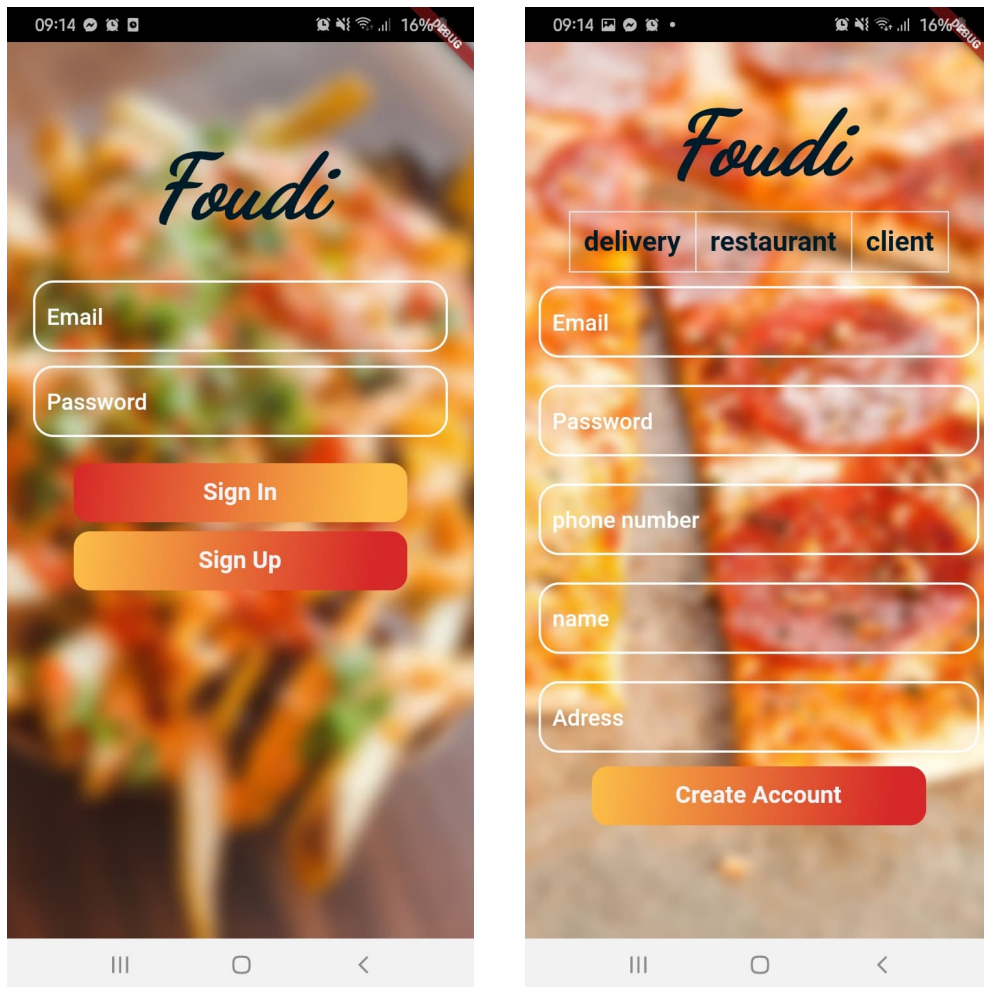 09:14 16% DEBUG
Foudi
Email
Password
Sign In
Sign Up
09:14 16% DEBUG
Foudi
delivery restaurant client
Email
Password
phone number
name
Adress
Create Account